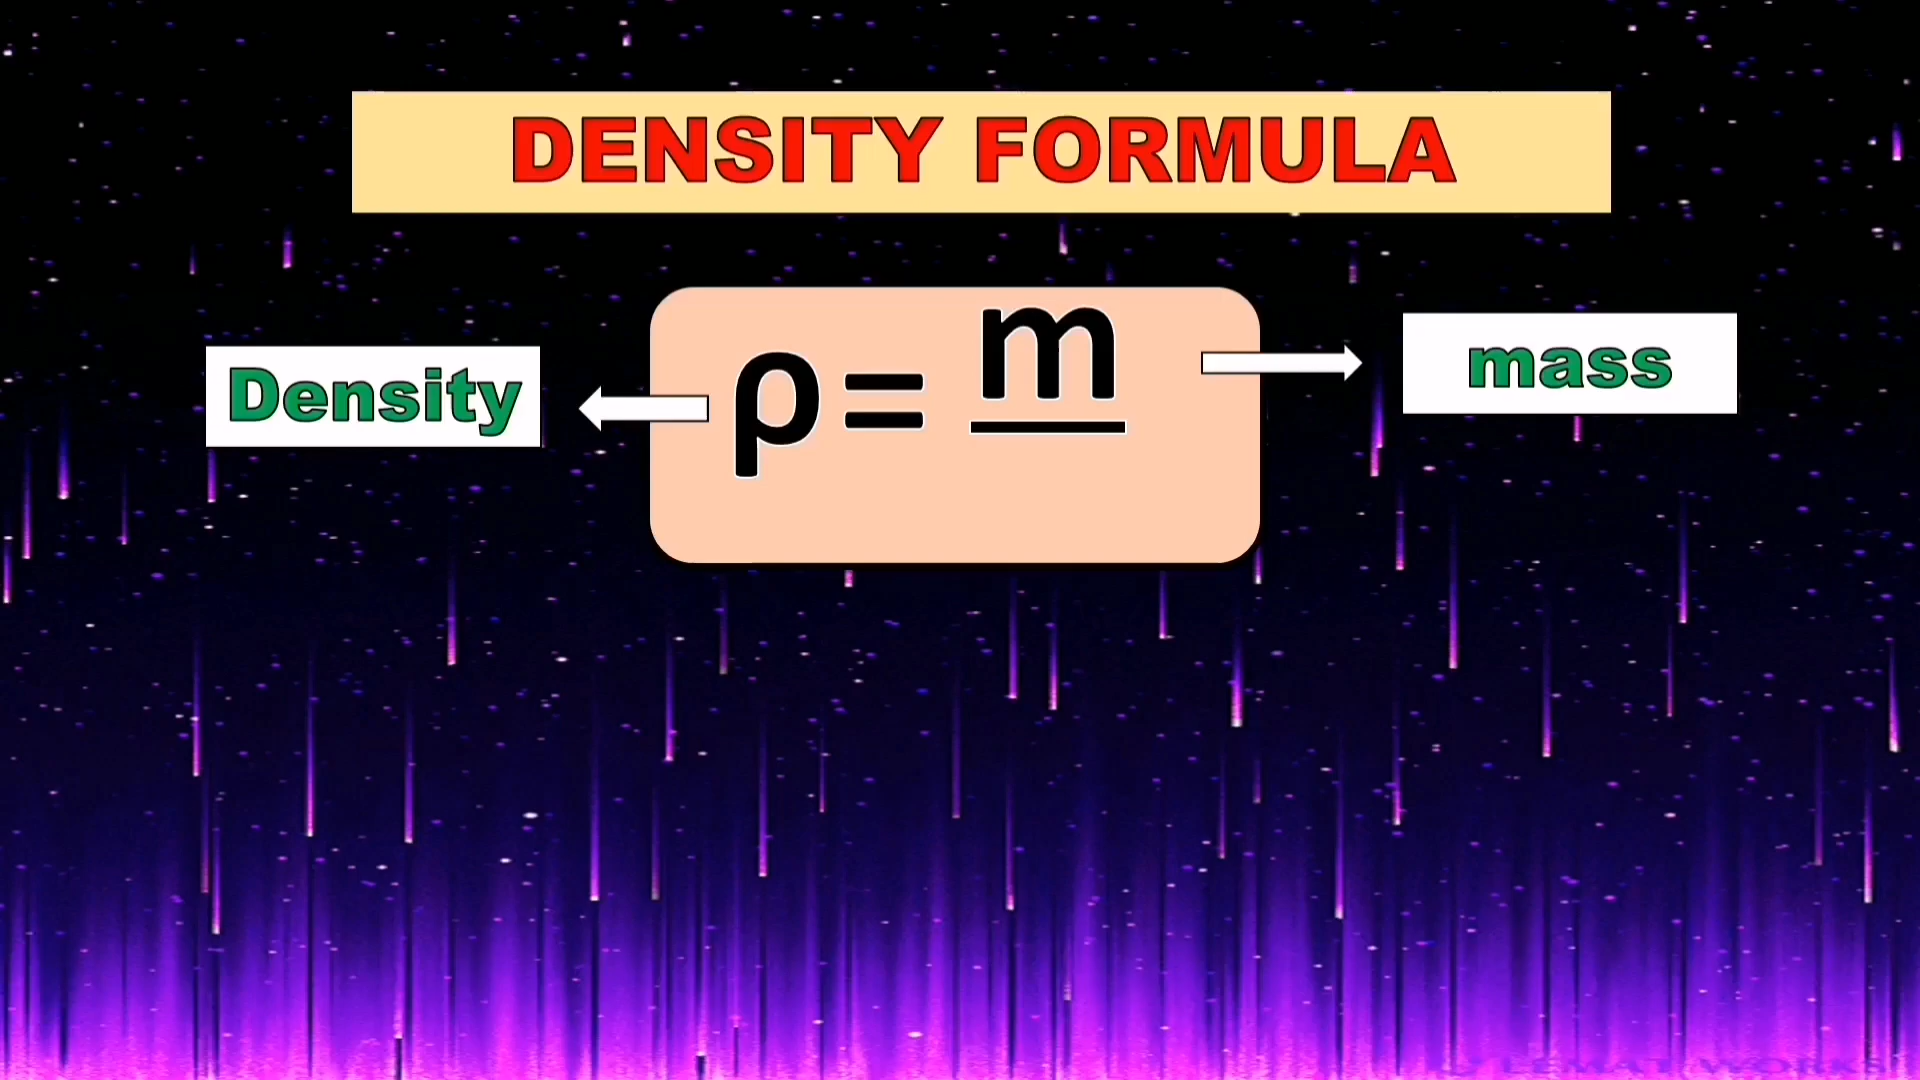 DENSITY FORMULA
Density
ρ = m
mass